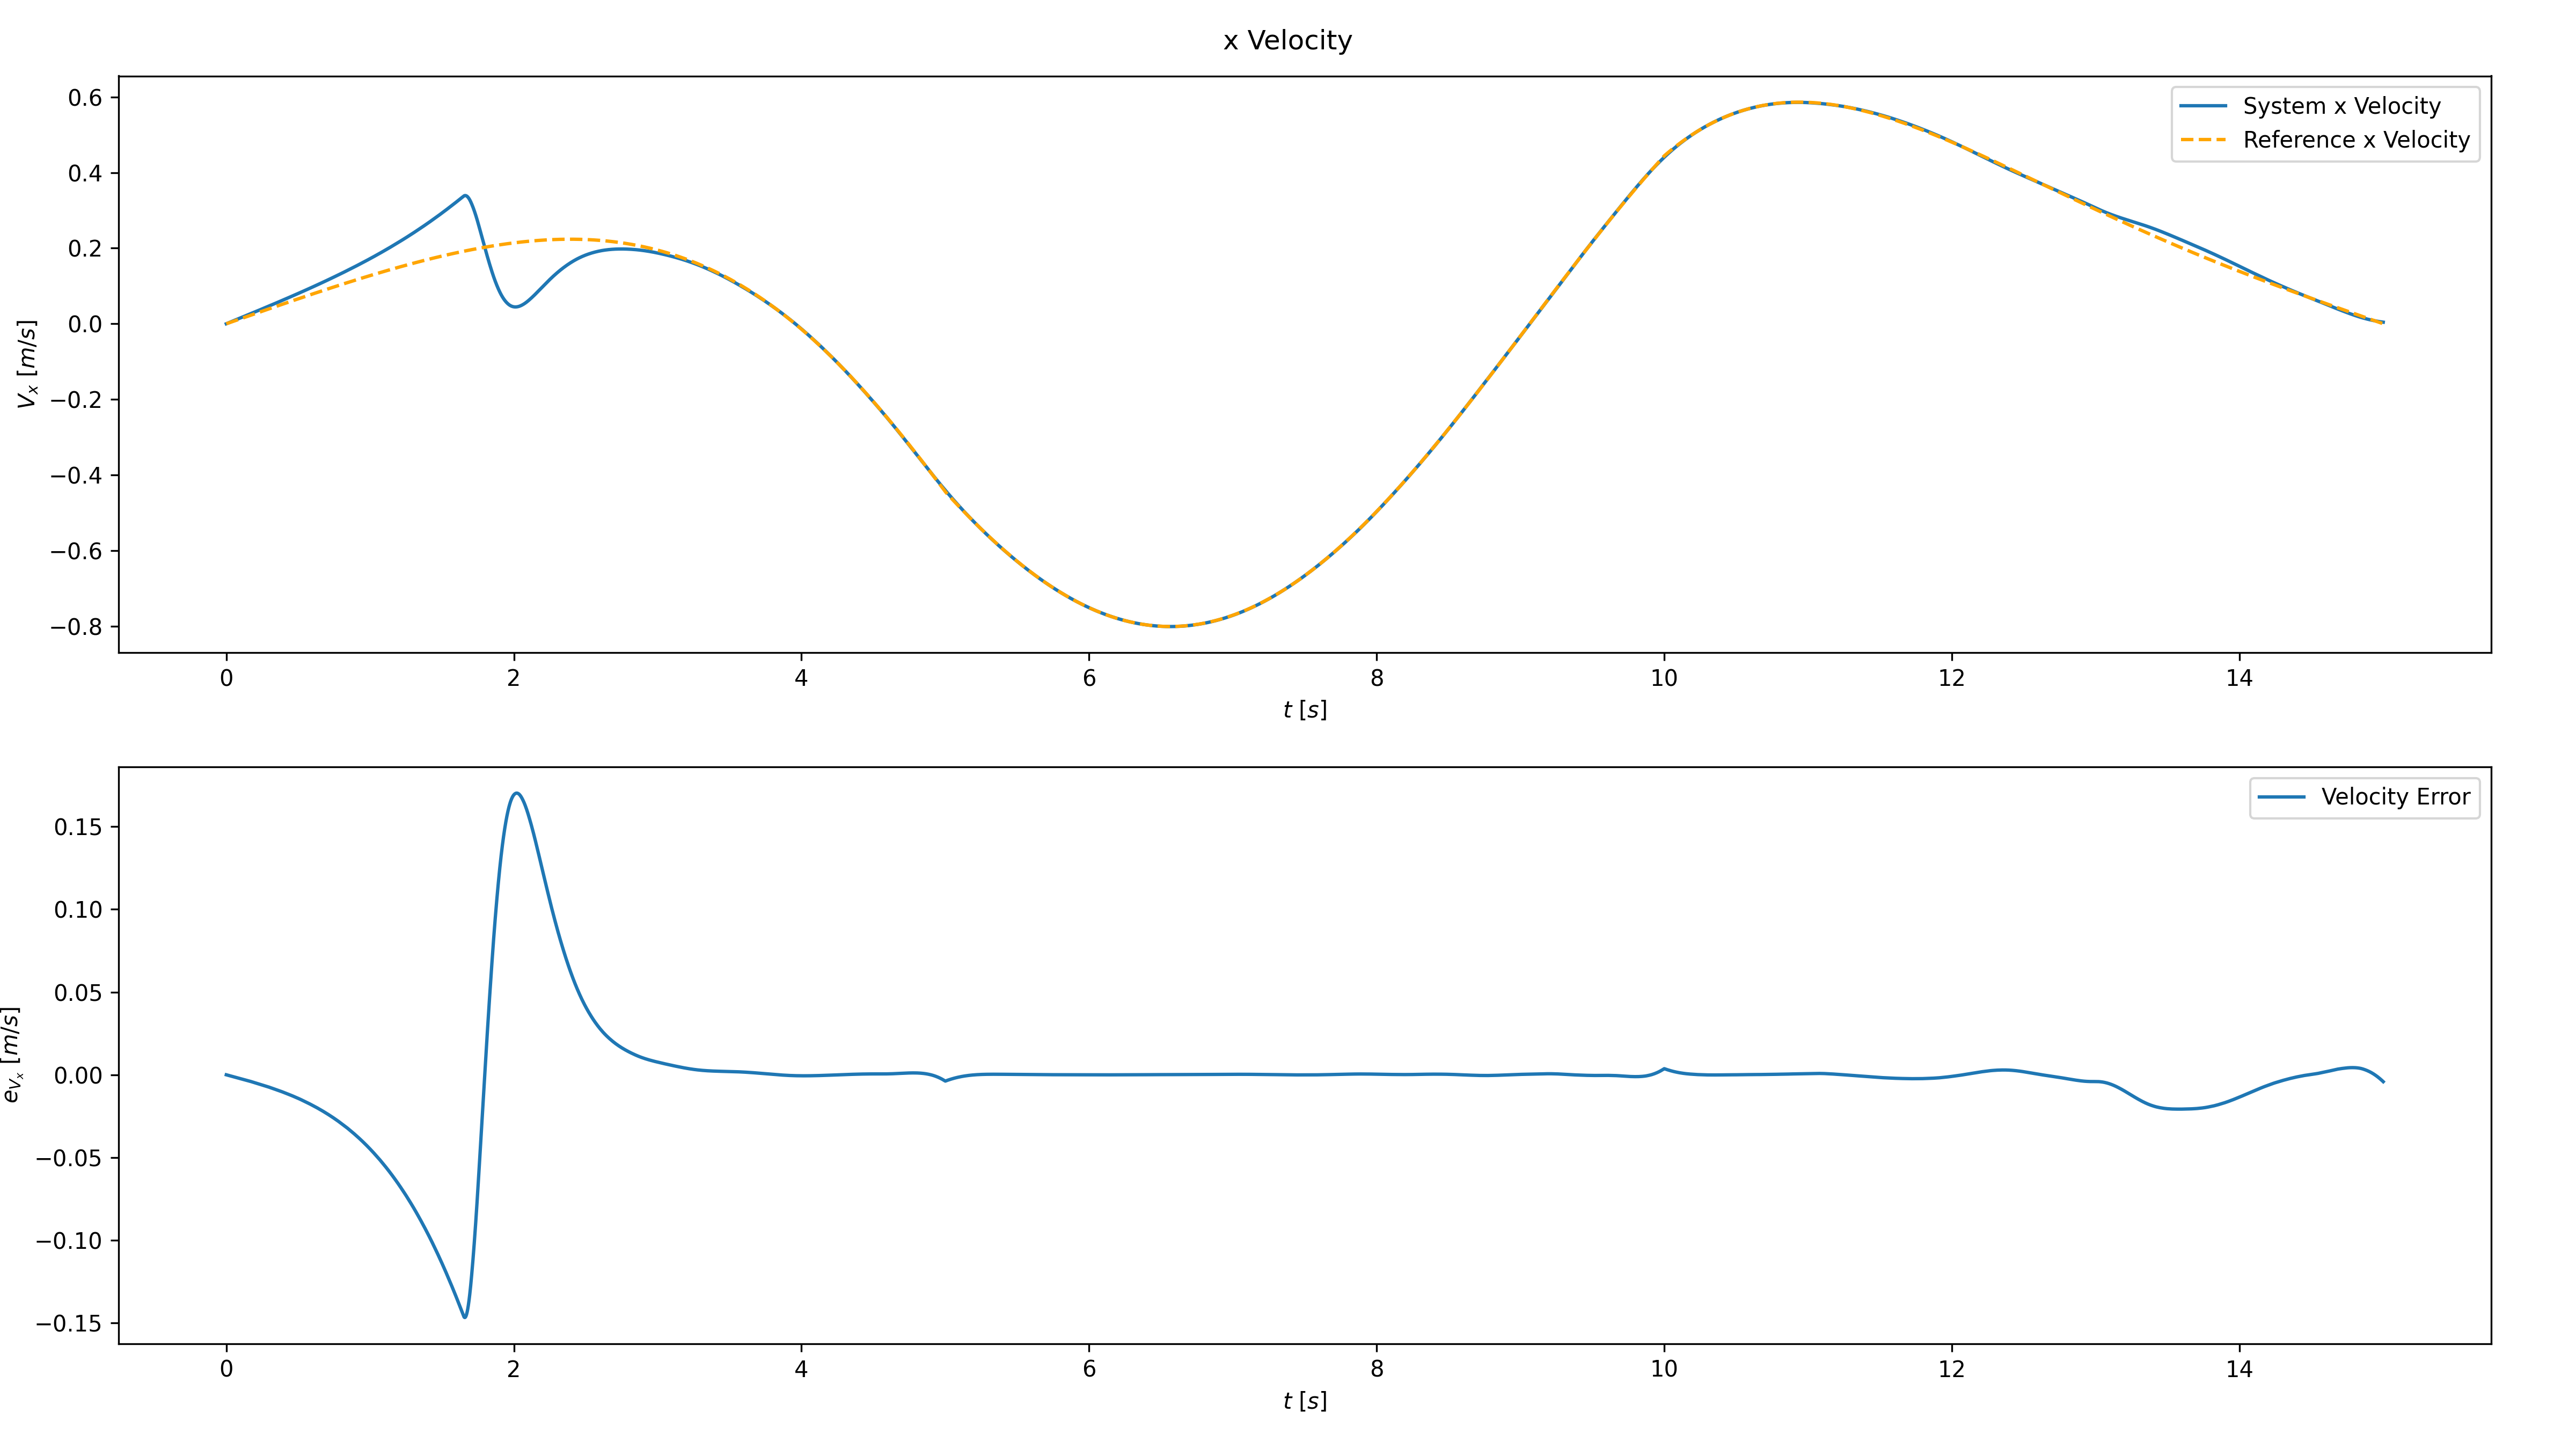 x Velocity
System x Velocity
Reference x Velocity
0.6
0.4
0.2
0.0
−0.2
−0.4
−0.6
−0.8
V_x [m/s]
0 2 4 6 8 10 12 14
t [s]
Velocity Error
0.15
0.10
0.05
0.00
−0.05
−0.10
−0.15
e_{V_x} [m/s]
0 2 4 6 8 10 12 14
t [s]